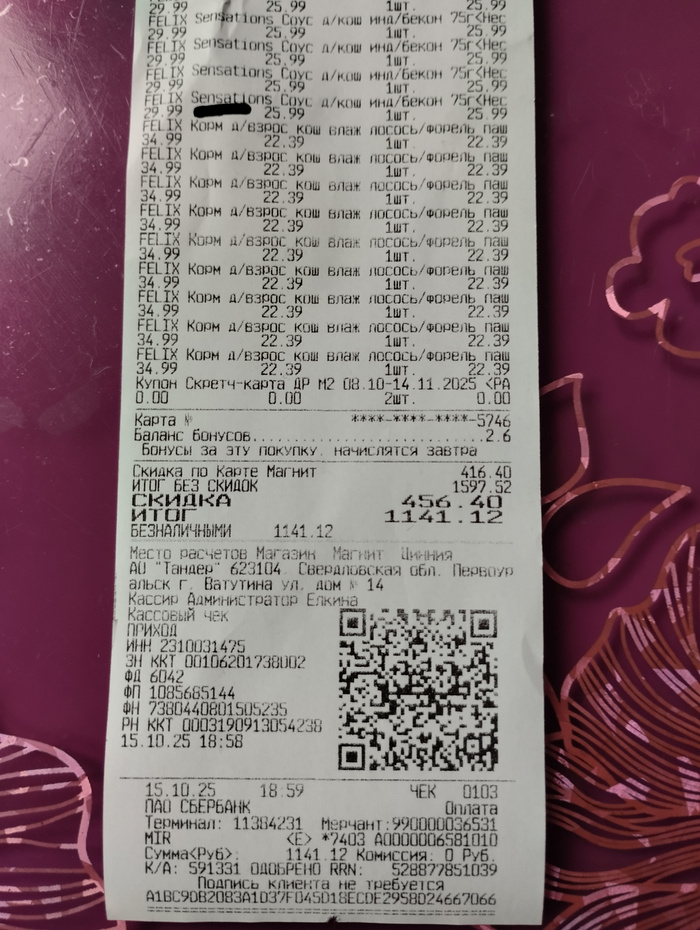 29.99 25.99 1шт. 25.99
FELIX Sensations Соус д/кош инд/бекон 75г<Нес
29.99 25.99 1шт. 25.99
FELIX Sensations Соус д/кош инд/бекон 75г<Нес
29.99 25.99 1шт. 25.99
FELIX Sensations Соус д/кош инд/бекон 75г<Нес
29.99 25.99 1шт. 25.99
FELIX Sensations Соус д/кош инд/бекон 75г<Нес
29.99 25.99 1шт. 25.99
FELIX Корм д/взрос кош влаж лосось/форель паш
34.99 22.39 1шт. 22.39
FELIX Корм д/взрос кош влаж лосось/форель паш
34.99 22.39 1шт. 22.39
FELIX Корм д/взрос кош влаж лосось/форель паш
34.99 22.39 1шт. 22.39
FELIX Корм д/взрос кош влаж лосось/форель паш
34.99 22.39 1шт. 22.39
FELIX Корм д/взрос кош влаж лосось/форель паш
34.99 22.39 1шт. 22.39
FELIX Корм д/взрос кош влаж лосось/форель паш
34.99 22.39 1шт. 22.39
FELIX Корм д/взрос кош влаж лосось/форель паш
34.99 22.39 1шт. 22.39
FELIX Корм д/взрос кош влаж лосось/форель паш
34.99 22.39 1шт. 22.39
FELIX Корм д/взрос кош влаж лосось/форель паш
34.99 22.39 1шт. 22.39
Купон Скретч-карта ДР М2 08.10-14.11.2025 <РА
0.00 0.00 2шт. 0.00
Карта № ****-****-****-5746
Баланс бонусов............................2.6
Бонусы за эту покупку, начислятся завтра
Скидка по Карте Магнит 416.40
ИТОГ БЕЗ СКИДОК 1597.52
СКИДКА 456.40
ИТОГ 1141.12
БЕЗНАЛИЧНЫМИ 1141.12
Место расчетов Магазин Магнит Цинния
АО "Тандер" 623104, Свердловская обл. Первоур
альск г. Ватутина ул. дом № 14
Кассир Администратор Елкина
Кассовый чек
ПРИХОД
ИНН 2310031475
ЗН ККТ 00106201738002
ФД 6042
ФП 1085685144
ФН 7380440801505235
РН ККТ 0003190913054238
15.10.25 18:58
15.10.25 18:59 ЧЕК 0103
ПАО СБЕРБАНК Оплата
Терминал: 11384231 Мерчант:990000036531
MIR <E> *7403 A0000006581010
Сумма<Руб>: 1141.12 Комиссия: 0 Руб.
К/А: 591331 ОДОБРЕНО RRN: 528877851039
Подпись клиента не требуется
A1BC9DB2083A1D37FD45D18ECDE2958D24667066